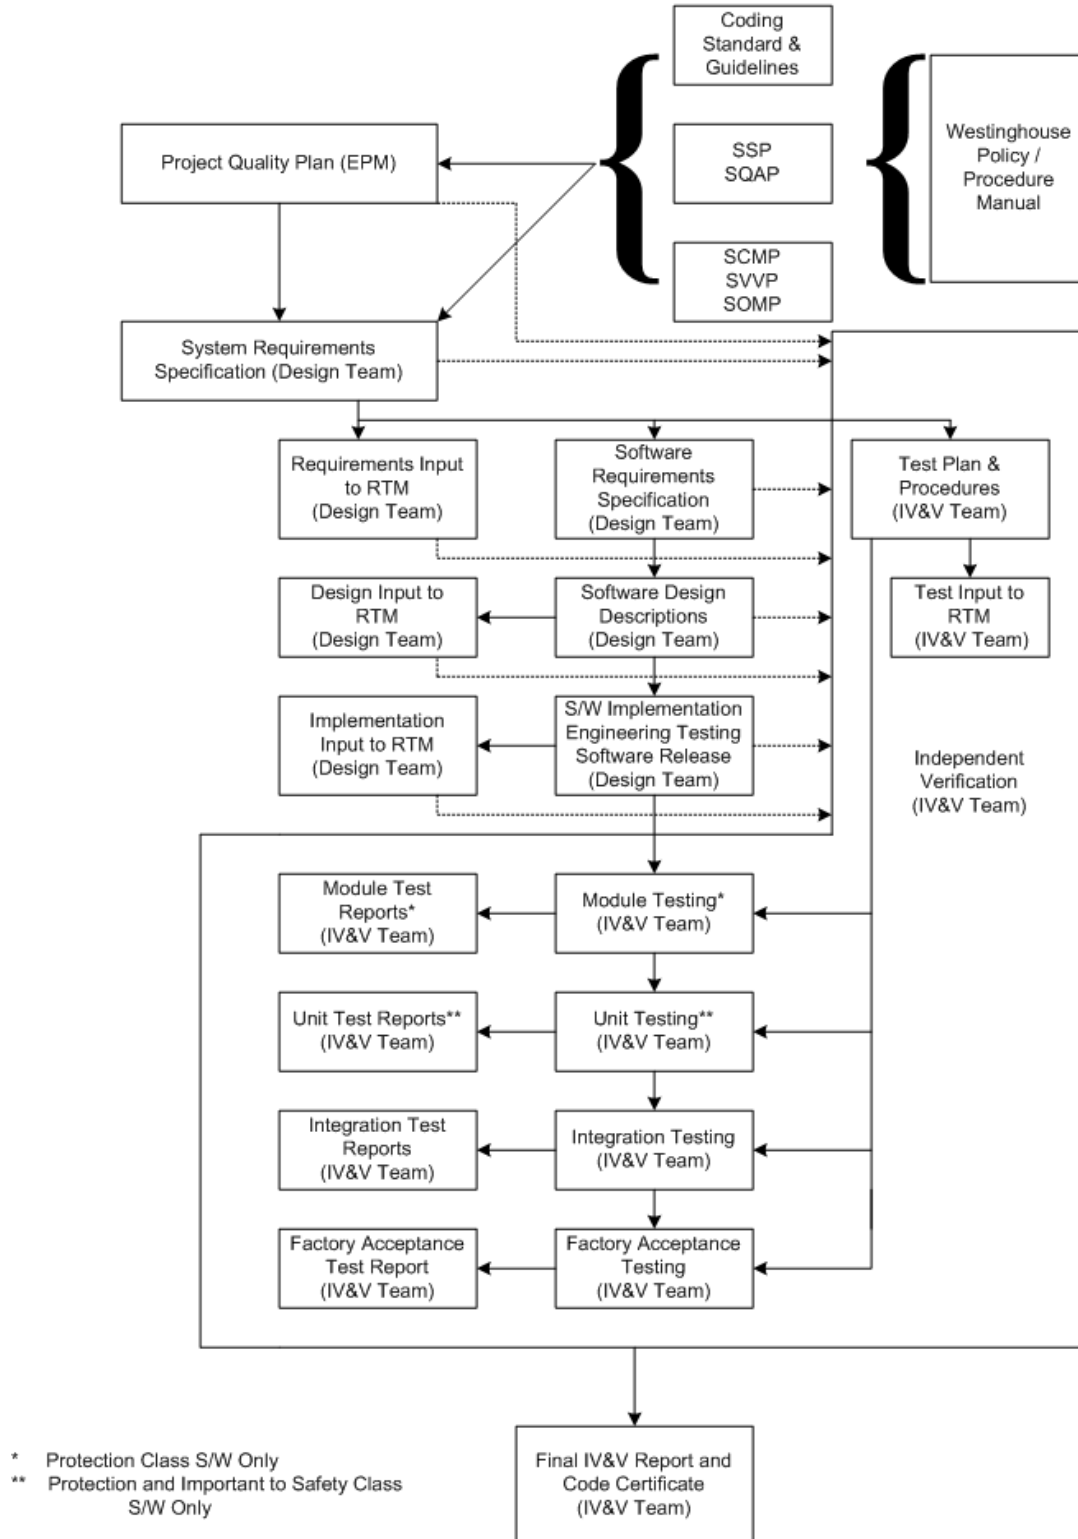 Coding
Standard &
Guidelines
Westinghouse
Policy /
Procedure
Manual
Project Quality Plan (EPM)
SSP
SQAP
SCMP
SVVP
SOMP
System Requirements
Specification (Design Team)
Requirements Input
to RTM
(Design Team)
Software
Requirements
Specification
(Design Team)
Test Plan &
Procedures
(IV&V Team)
Design Input to
RTM
(Design Team)
Software Design
Descriptions
(Design Team)
Test Input to
RTM
(IV&V Team)
Implementation
Input to RTM
(Design Team)
S/W Implementation
Engineering Testing
Software Release
(Design Team)
Independent
Verification
(IV&V Team)
Module Test
Reports*
(IV&V Team)
Module Testing*
(IV&V Team)
Unit Test Reports**
(IV&V Team)
Unit Testing**
(IV&V Team)
Integration Test
Reports
(IV&V Team)
Integration Testing
(IV&V Team)
Factory Acceptance
Test Report
(IV&V Team)
Factory Acceptance
Testing
(IV&V Team)
Final IV&V Report and
Code Certificate
(IV&V Team)
* Protection Class S/W Only
** Protection and Important to Safety Class
S/W Only